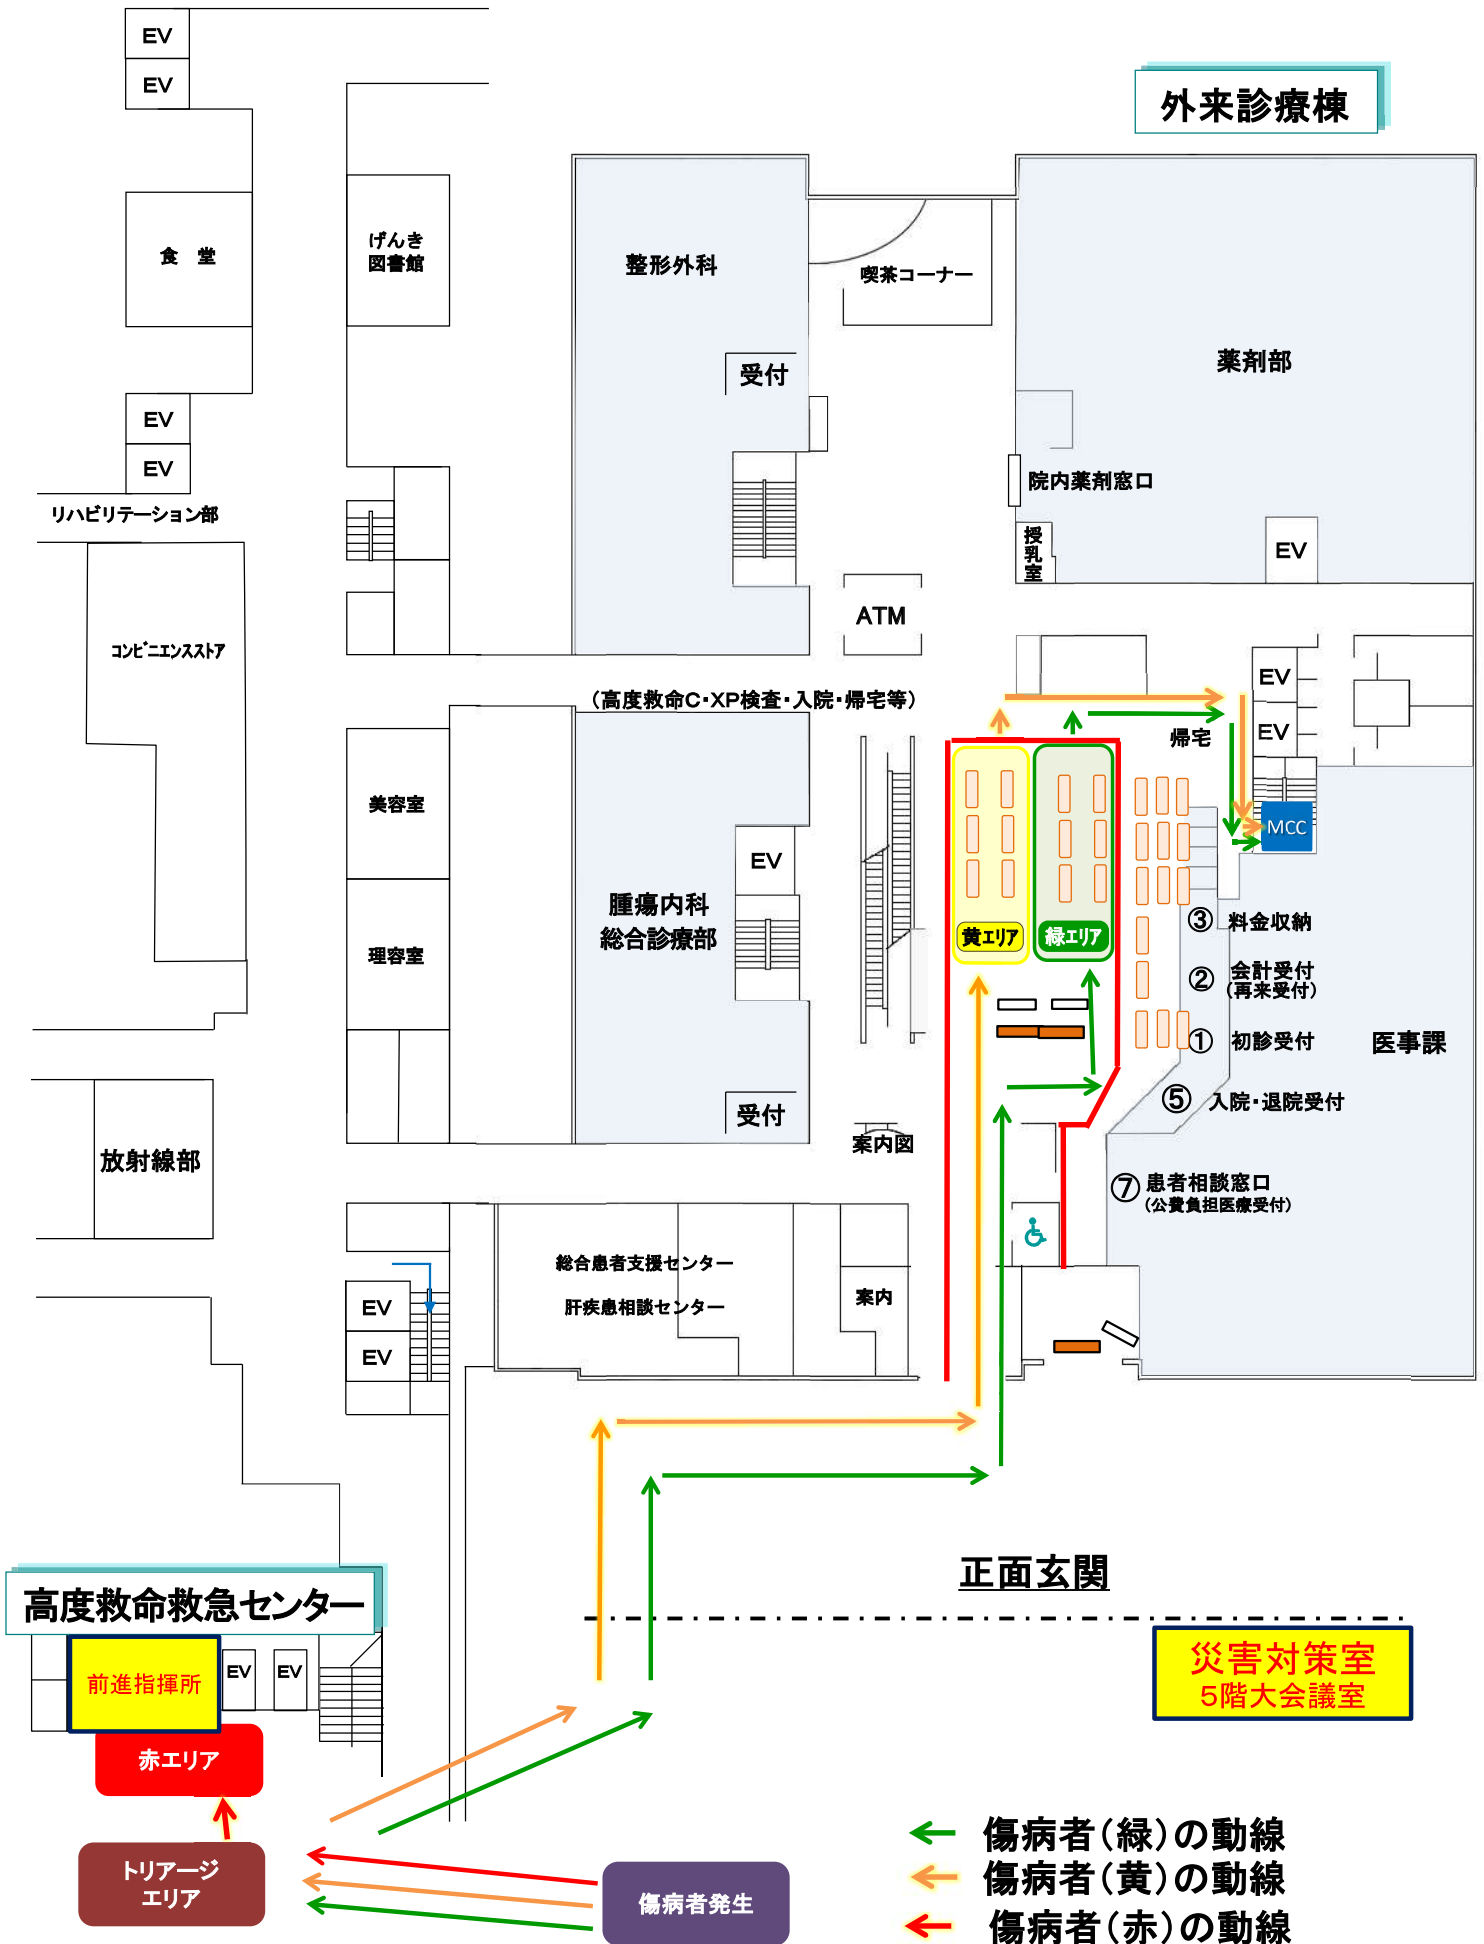 EV
EV
外来診療棟
食　堂
げんき
図書館
整形外科
喫茶コーナー
受付
薬剤部
EV
EV
院内薬剤窓口
リハビリテーション部
授乳室
EV
コンビニエンスストア
ATM
EV
（高度救命C・XP検査・入院・帰宅等）
EV
帰宅
美容室
MCC
EV
腫瘍内科
総合診療部
理容室
黄エリア
緑エリア
③ 料金収納
② 会計受付
（再来受付）
① 初診受付
医事課
⑤ 入院・退院受付
受付
案内図
放射線部
⑦ 患者相談窓口
（公費負担医療受付）
総合患者支援センター
肝疾患相談センター
案内
EV
EV
正面玄関
高度救命救急センター
前進指揮所
EV
EV
災害対策室
5階大会議室
赤エリア
トリアージ
エリア
傷病者発生
傷病者（緑）の動線
傷病者（黄）の動線
傷病者（赤）の動線